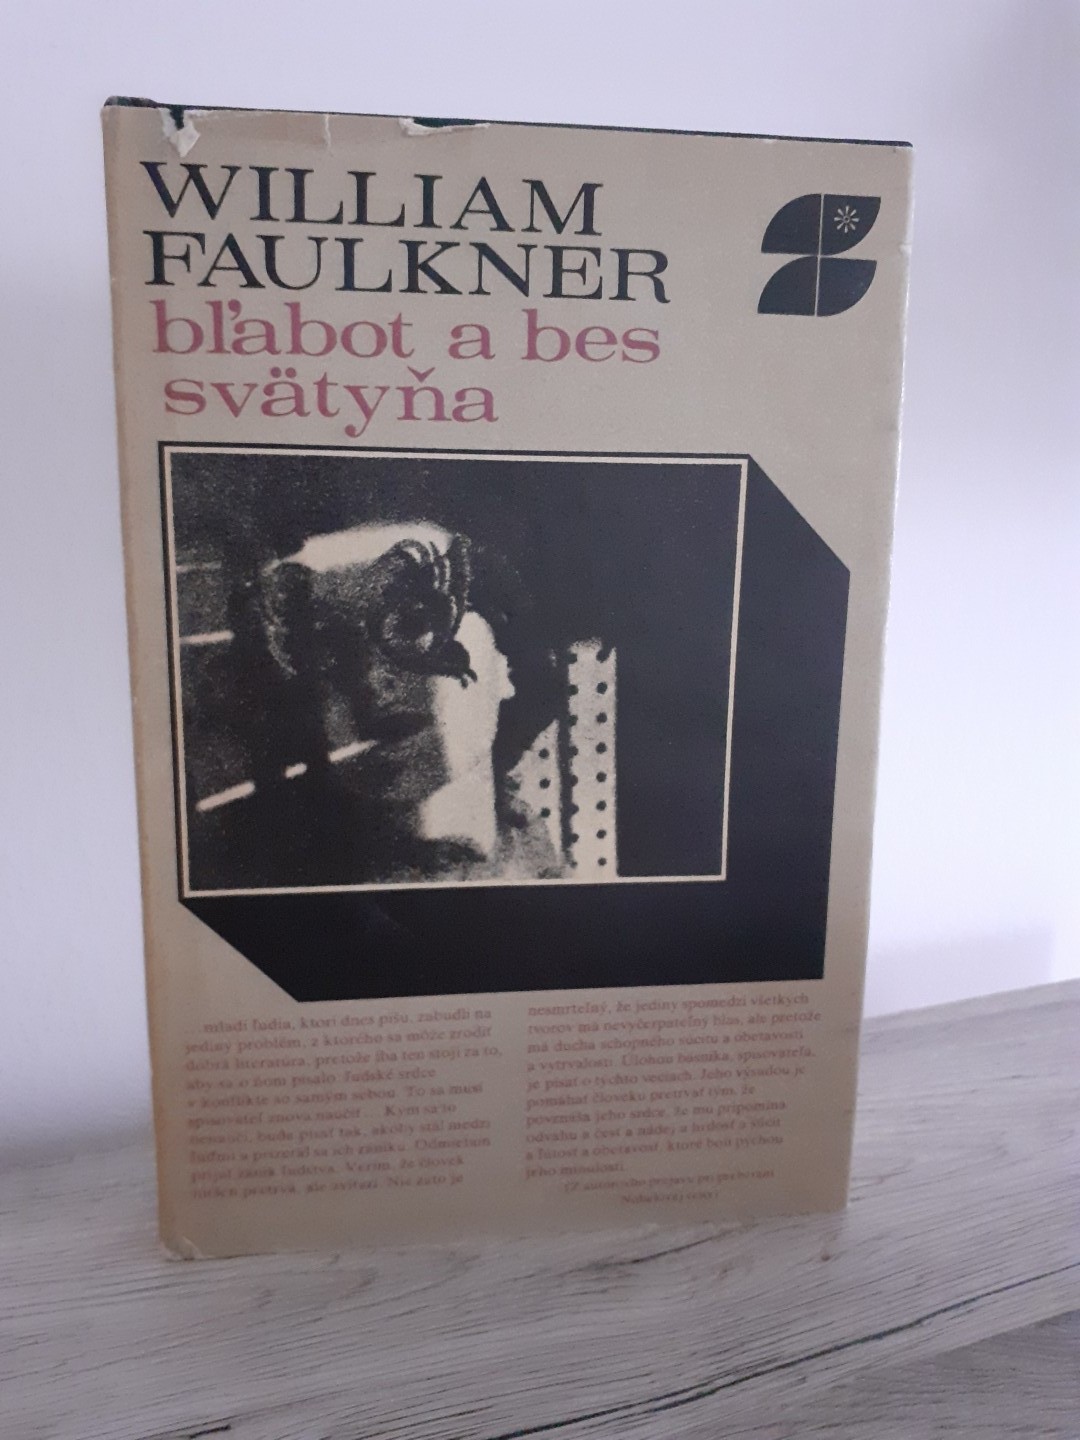 WILLIAM
FAULKNER
bľabot a bes
svätyňa
...mladí ľudia, ktorí dnes píšu, zabudli na
jediný problém, z ktorého sa môže zrodiť
dobrá literatúra, pretože iba ten stojí za to,
aby sa o ňom písalo: ľudské srdce
v konflikte so samým sebou. To sa musí
spisovateľ znova naučiť ... Kým sa to
nenaučí, bude písať tak, akoby stál medzi
ľuďmi a prizeral sa ich zániku. Odmietam
prijať zánik ľudstva. Verím, že človek
nielen pretrvá, ale zvíťazí. Nie zato je
nesmrteľný, že jediný spomedzi všetkých
tvorov má nevyčerpateľný hlas, ale pretože
má ducha schopného súcitu a obetavosti
a vytrvalosti. Úlohou básnika, spisovateľa,
je písať o týchto veciach. Jeho výsadou je
pomáhať človeku pretrvať tým, že
povznáša jeho srdce, že mu pripomína
odvahu a česť a nádej a hrdosť a súcit
a ľútosť a obetavosť, ktoré boli pýchou
jeho minulosti.
(Z autorovho prejavu pri preberaní
Nobelovej ceny)